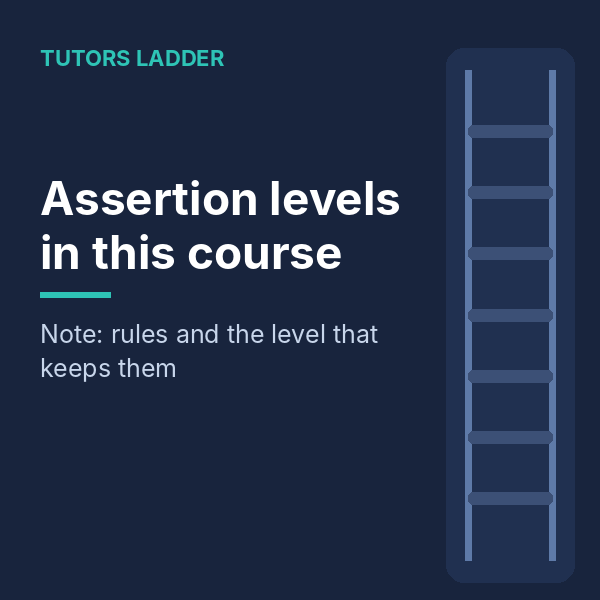 TUTORS LADDER
Assertion levels
in this course
Note: rules and the level that
keeps them